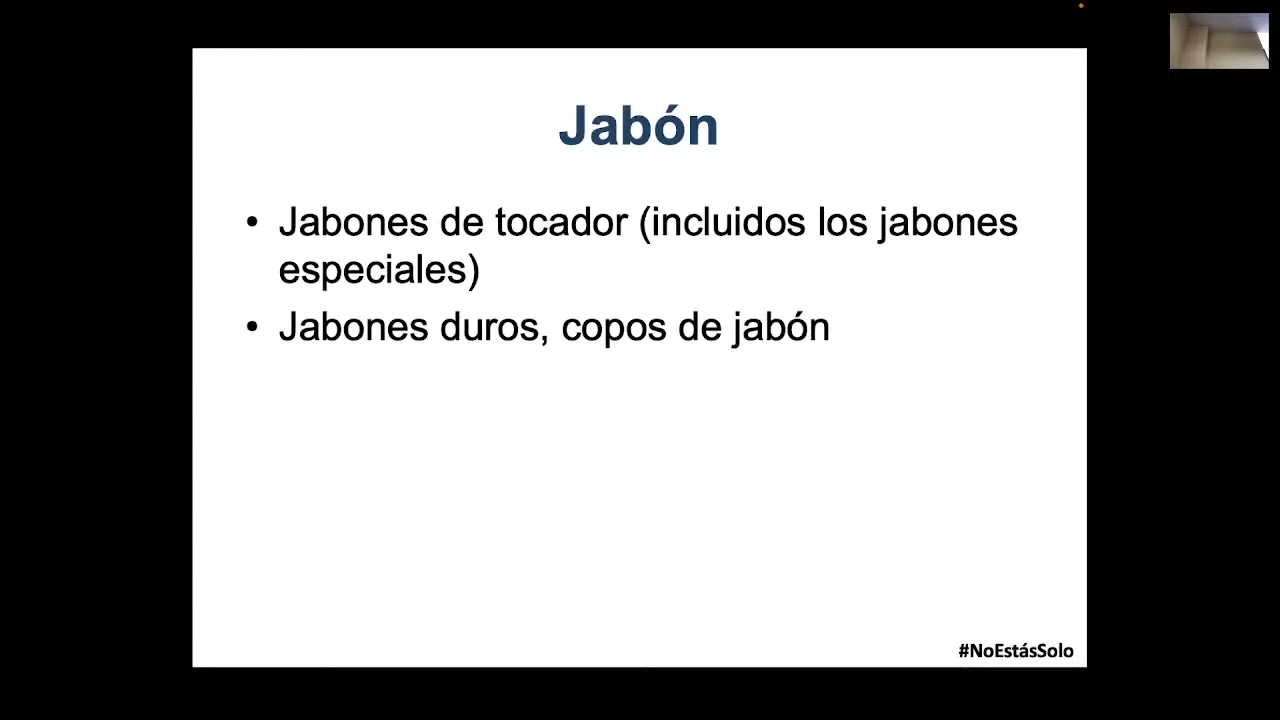 Jabón
• Jabones de tocador (incluidos los jabones
especiales)
• Jabones duros, copos de jabón
#NoEstásSolo